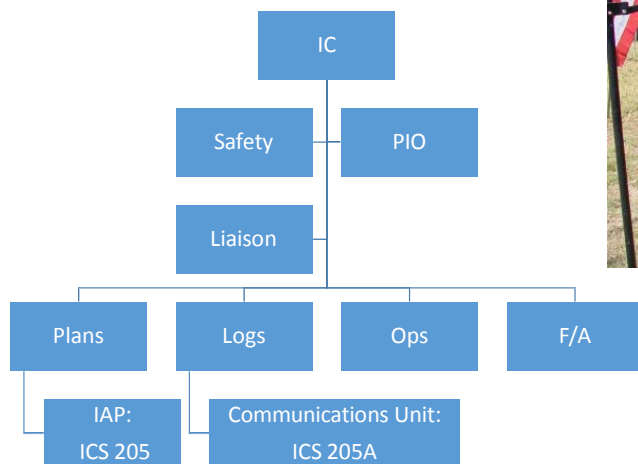 IC
Safety
PIO
Liaison
Plans
Logs
Ops
F/A
IAP:
ICS 205
Communications Unit:
ICS 205A